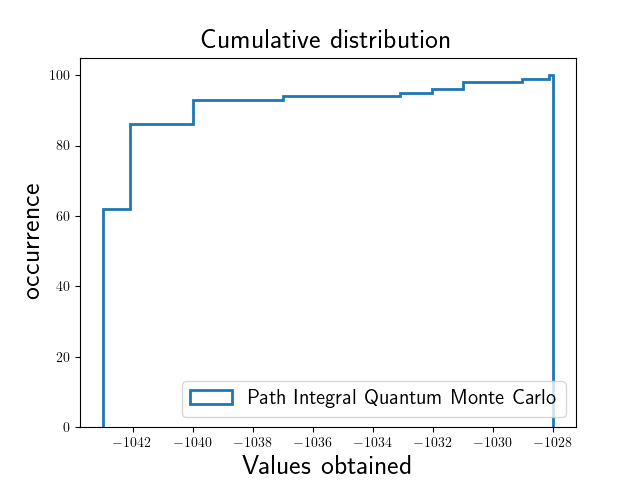 Cumulative distribution
occurrence
100
80
60
40
20
0
Path Integral Quantum Monte Carlo
−1042 −1040 −1038 −1036 −1034 −1032 −1030 −1028
Values obtained